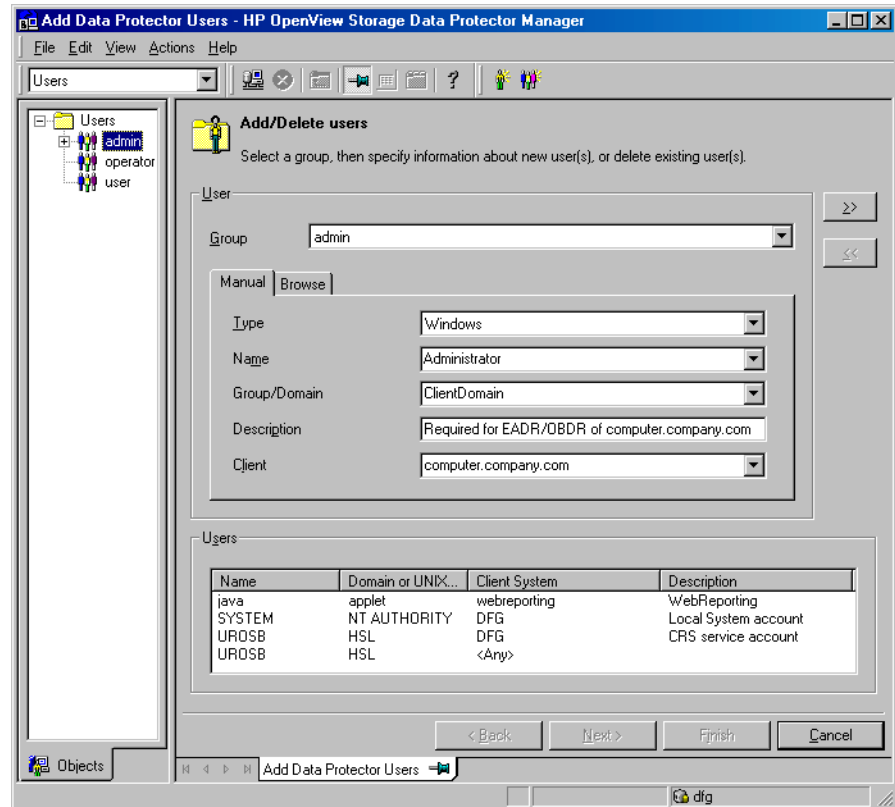 Add Data Protector Users - HP OpenView Storage Data Protector Manager
File Edit View Actions Help
Users
?
Users
admin
operator
user
Add/Delete users
Select a group, then specify information about new user(s), or delete existing user(s).
User
>>
Group admin
<<
Manual Browse
Type Windows
Name Administrator
Group/Domain ClientDomain
Description Required for EADR/OBDR of computer.company.com
Client computer.company.com
Users
Name Domain or UNIX... Client System Description
java applet webreporting WebReporting
SYSTEM NT AUTHORITY DFG Local System account
UROSB HSL DFG CRS service account
UROSB HSL <Any>
< Back Next > Finish Cancel
Objects
Add Data Protector Users
dfg